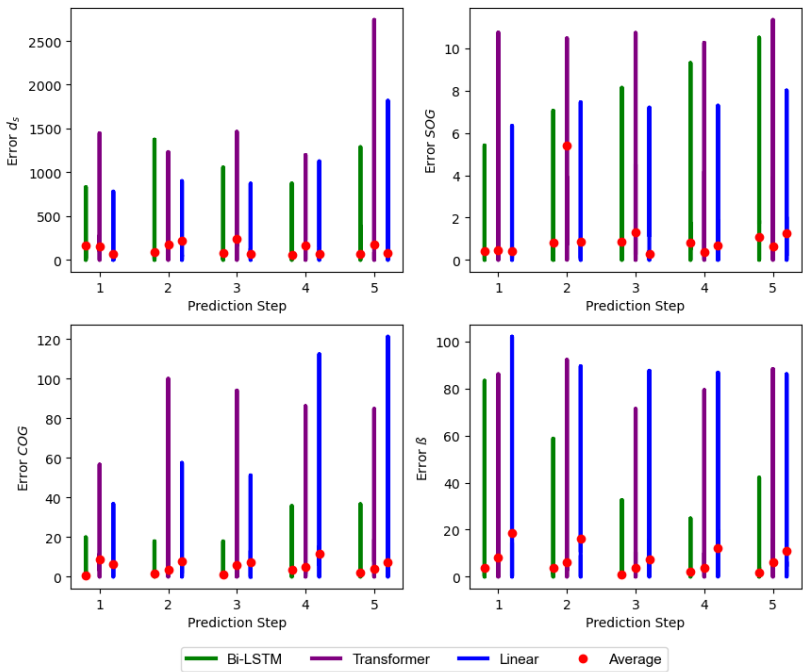 2500
2000
1500
1000
500
0
Error d_s
1 2 3 4 5
Prediction Step
10
8
6
4
2
0
Error SOG
1 2 3 4 5
Prediction Step
120
100
80
60
40
20
0
Error COG
1 2 3 4 5
Prediction Step
100
80
60
40
20
0
Error ß
1 2 3 4 5
Prediction Step
Bi-LSTM Transformer Linear Average